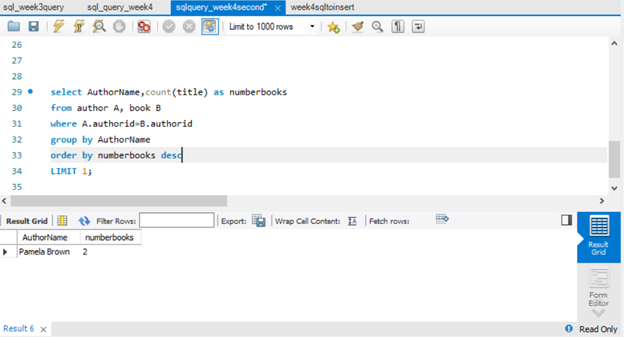 sql_week3query sql_query_week4 sqlquery_week4second* × week4sqltoinsert
Limit to 1000 rows
26
27
28
29 select AuthorName,count(title) as numberbooks
30 from author A, book B
31 where A.authorid=B.authorid
32 group by AuthorName
33 order by numberbooks desc
34 LIMIT 1;
35
Result Grid Filter Rows: Export: Wrap Cell Content: Fetch rows:
AuthorName numberbooks
Pamela Brown 2
Result
Grid
Form
Editor
Result 6 × Read Only